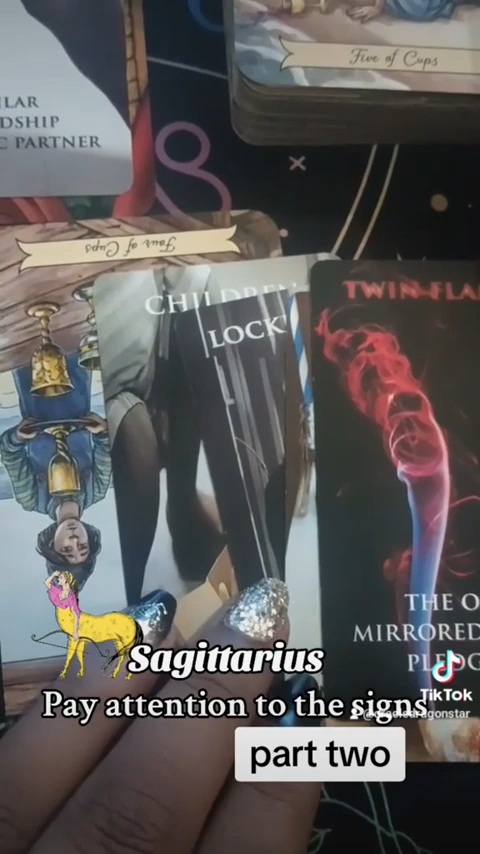 Five of Cups
DSHIP
C PARTNER
Four of Cups
CHILDREN
LOCK
TWIN FLA
THE O
MIRRORED
PLEDG
Sagittarius
Pay attention to the signs
TikTok
part two